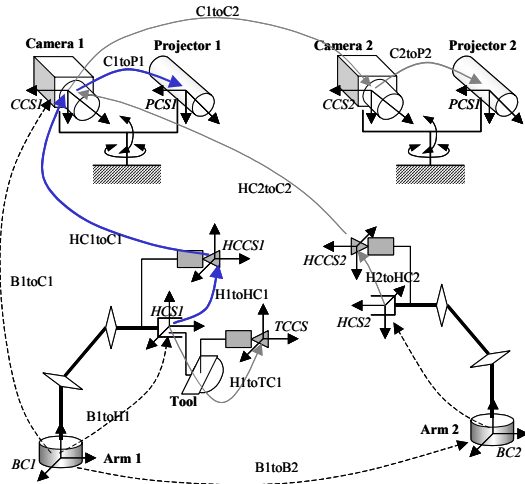 C1toC2
Camera 1
Projector 1
Camera 2
Projector 2
C1toP1
C2toP2
CCS1
PCS1
CCS2
PCS1
HC2toC2
HC1toC1
HCCS1
HCCS2
B1toC1
H2toHC2
H1toHC1
HCS1
TCCS
HCS2
H1toTC1
Tool
B1toH1
Arm 1
Arm 2
BC1
BC2
B1toB2